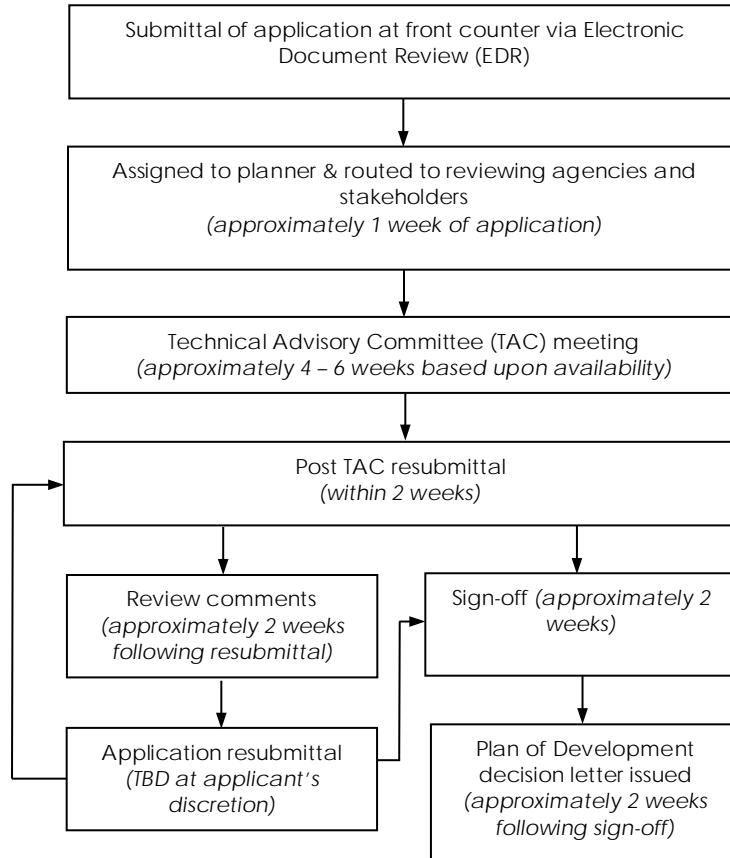 Submittal of application at front counter via Electronic
Document Review (EDR)
Assigned to planner & routed to reviewing agencies and
stakeholders
(approximately 1 week of application)
Technical Advisory Committee (TAC) meeting
(approximately 4 – 6 weeks based upon availability)
Post TAC resubmittal
(within 2 weeks)
Review comments
(approximately 2 weeks
following resubmittal)
Sign-off (approximately 2
weeks)
Application resubmittal
(TBD at applicant's
discretion)
Plan of Development
decision letter issued
(approximately 2 weeks
following sign-off)